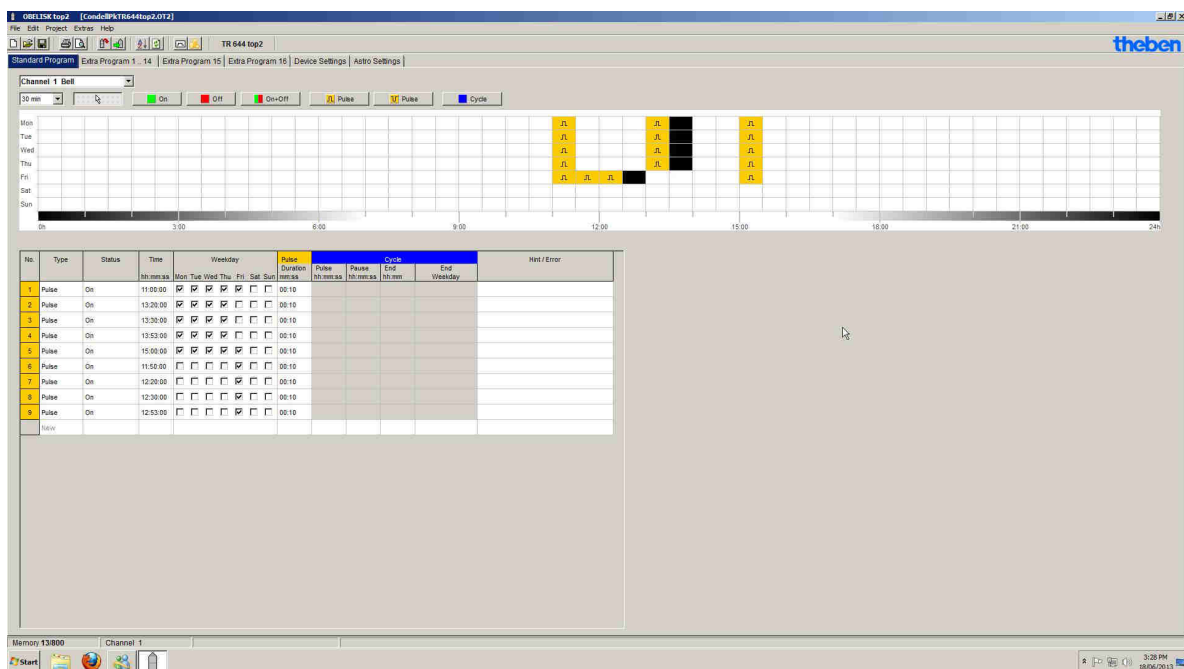 OBELISK top2 [CondellPkTR644top2.OT2]
File Edit Project Extras Help
TR 644 top2
theben
Standard Program Extra Program 1 .. 14 Extra Program 15 Extra Program 16 Device Settings Astro Settings
Channel 1 Bell
30 min On Off On+Off Pulse Pulse Cycle
Mon
Tue
Wed
Thu
Fri
Sat
Sun
0h 3:00 6:00 9:00 12:00 15:00 18:00 21:00 24h
No. Type Status Time Weekday Pulse Cycle Hint / Error
Duration Pulse Pause End End
hh:mm:ss Mon Tue Wed Thu Fri Sat Sun mm:ss hh:mm:ss hh:mm:ss hh:mm Weekday
1 Pulse On 11:00:00 00:10
2 Pulse On 13:20:00 00:10
3 Pulse On 13:30:00 00:10
4 Pulse On 13:53:00 00:10
5 Pulse On 15:00:00 00:10
6 Pulse On 11:50:00 00:10
7 Pulse On 12:20:00 00:10
8 Pulse On 12:30:00 00:10
9 Pulse On 12:53:00 00:10
New
Memory 13/800 Channel 1
Start 3:28 PM
18/06/2013